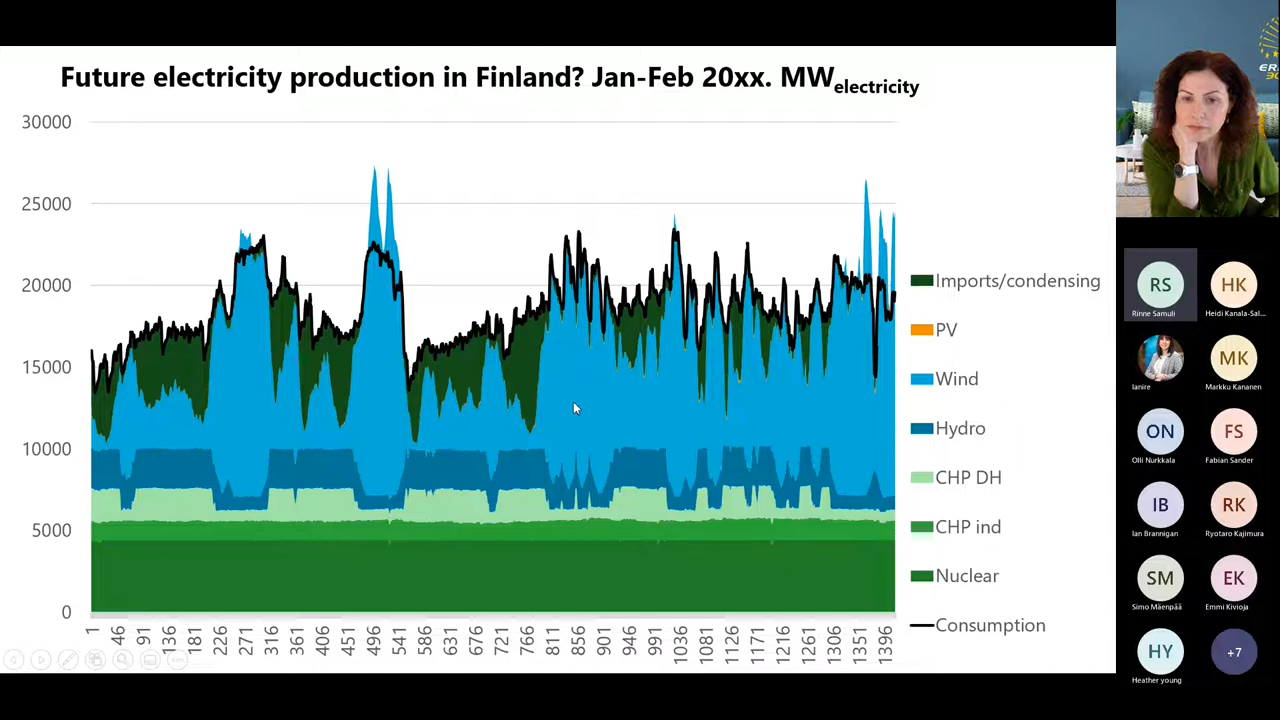 Future electricity production in Finland? Jan-Feb 20xx. MWelectricity
30000
25000
20000
15000
10000
5000
0
1 46 91 136 181 226 271 316 361 406 451 496 541 586 631 676 721 766 811 856 901 946 991 1036 1081 1126 1171 1216 1261 1306 1351 1396
Imports/condensing
PV
Wind
Hydro
CHP DH
CHP ind
Nuclear
Consumption
RS
Rinne Samuli
HK
Heidi Kanala-Sal...
Ianire
MK
Markku Kananen
ON
Olli Nurkkala
FS
Fabian Sander
IB
Ian Brannigan
RK
Ryotaro Kajimura
SM
Simo Mäenpää
EK
Emmi Kivioja
HY
Heather young
+7